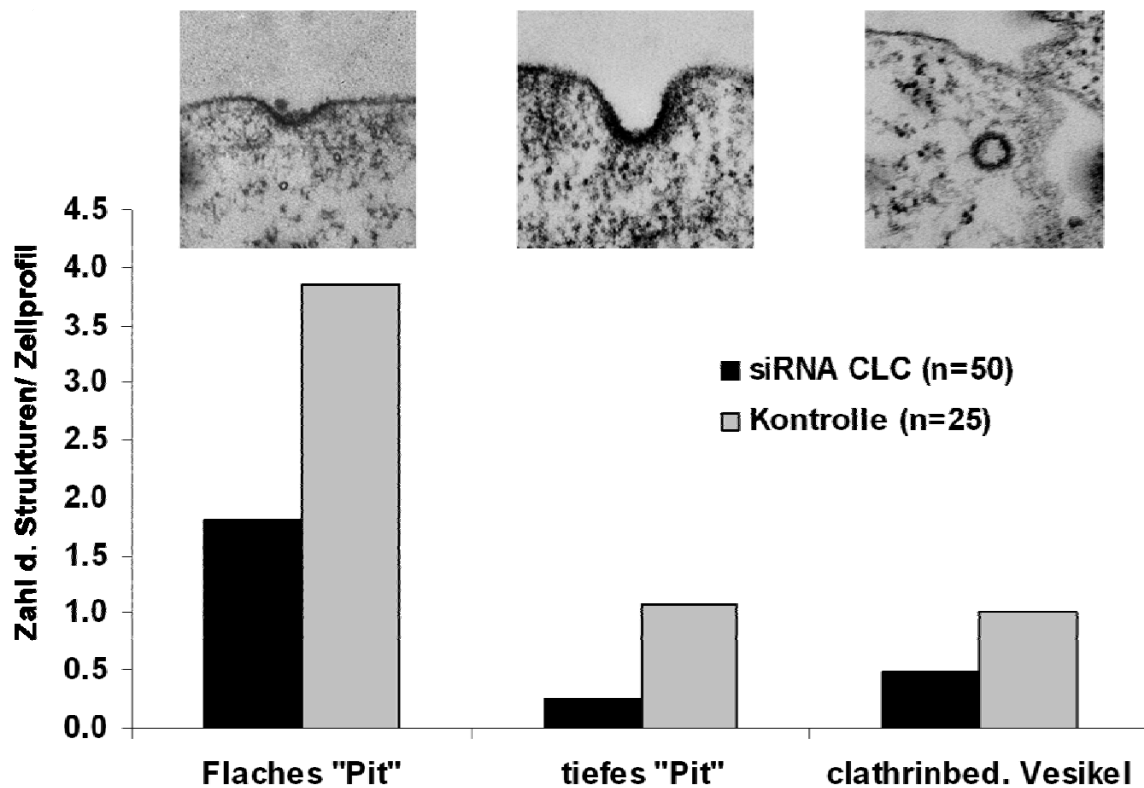 Zahl d. Strukturen/ Zellprofil
4.5
4.0
3.5
3.0
2.5
2.0
1.5
1.0
0.5
0.0
siRNA CLC (n=50)
Kontrolle (n=25)
Flaches "Pit"
tiefes "Pit"
clathrinbed. Vesikel